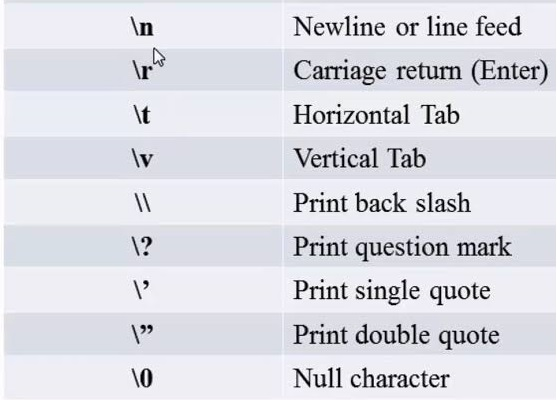 \n Newline or line feed
\r Carriage return (Enter)
\t Horizontal Tab
\v Vertical Tab
\\ Print back slash
\? Print question mark
\’ Print single quote
\” Print double quote
\0 Null character